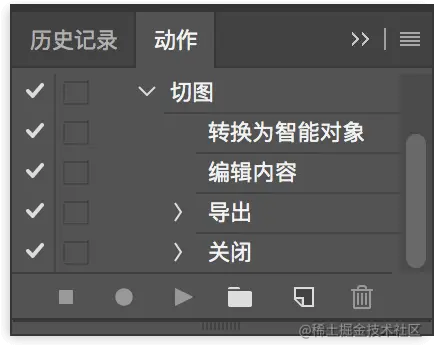 历史记录 动作
切图
转换为智能对象
编辑内容
导出
关闭
@稀土掘金技术社区